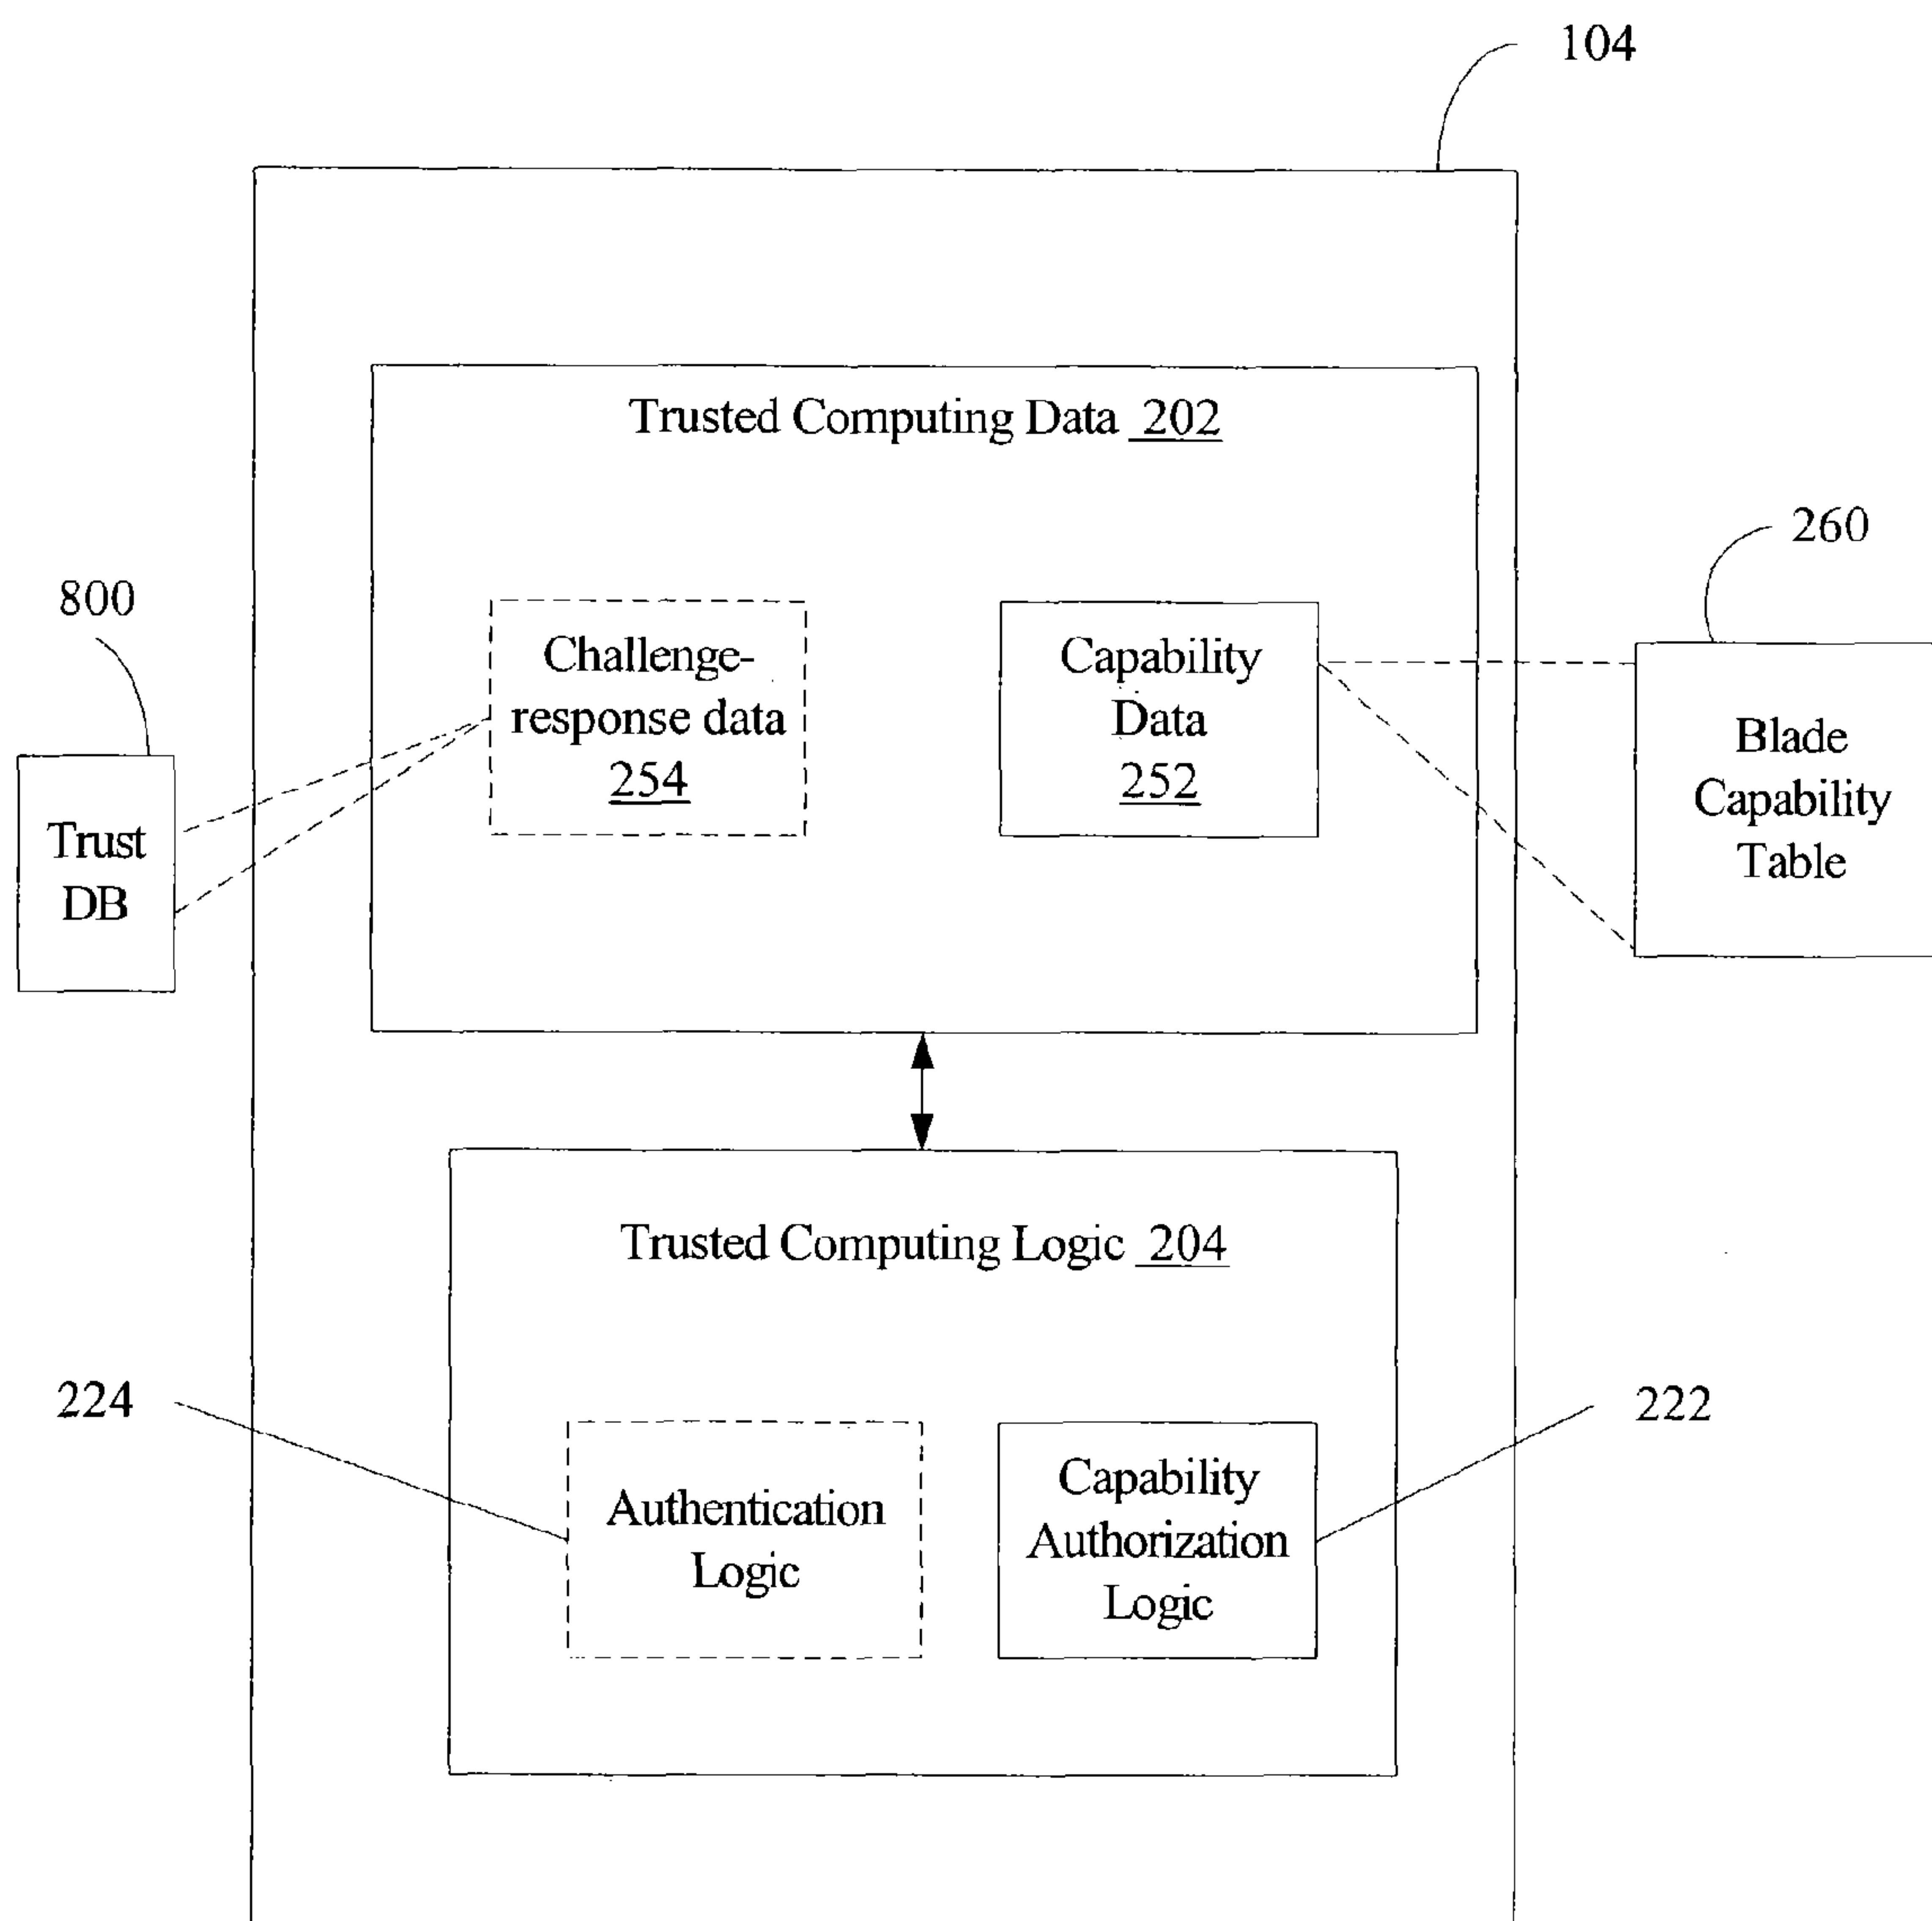 104
Trusted Computing Data 202
260
800
Challenge-
response data
254
Capability
Data
252
Blade
Capability
Table
Trust
DB
Trusted Computing Logic 204
224
222
Authentication
Logic
Capability
Authorization
Logic